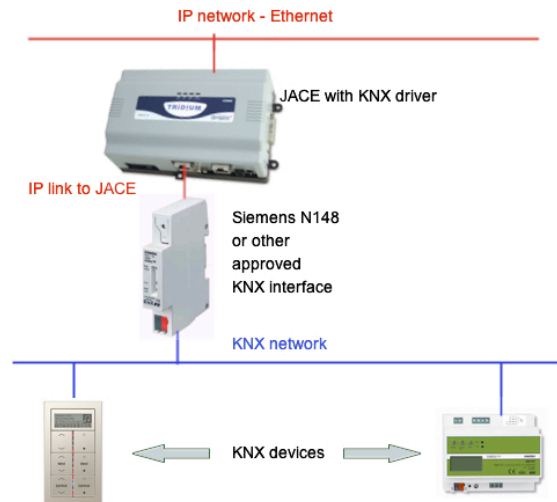 IP network - Ethernet
TRIDIUM
JACE with KNX driver
IP link to JACE
Siemens N148
or other
approved
KNX interface
KNX network
KNX devices